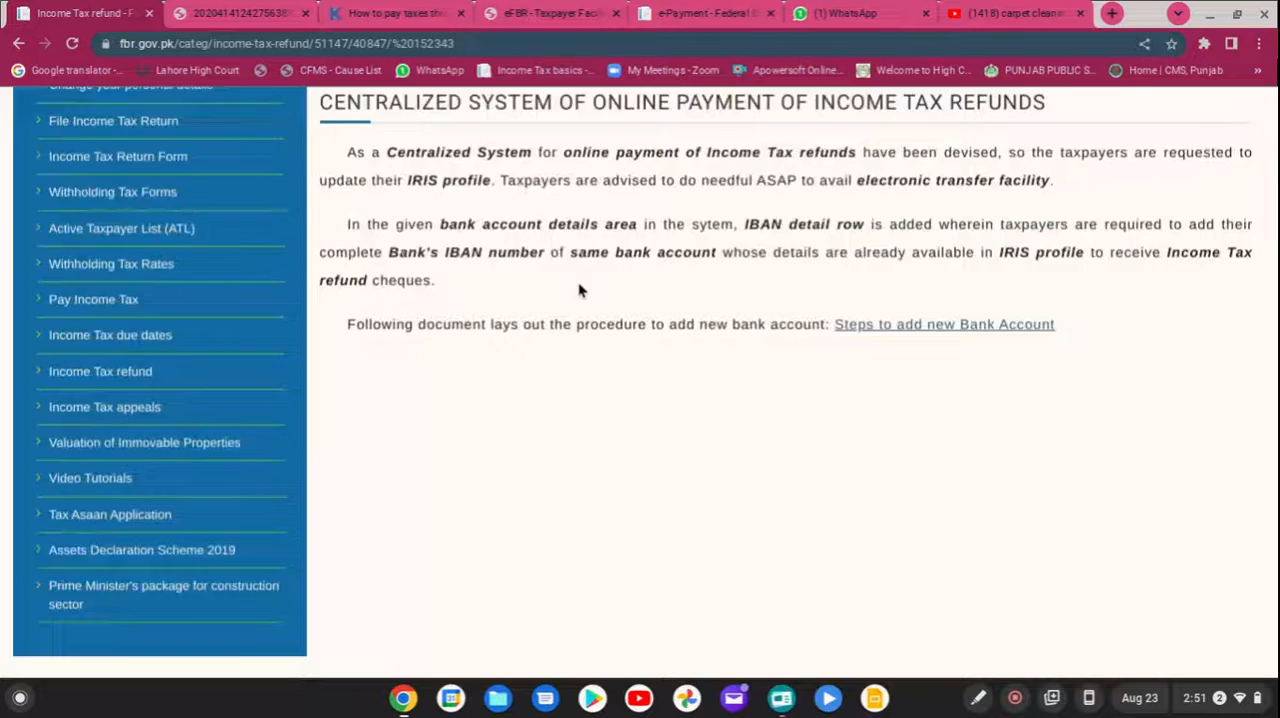 Income Tax refund - F
20204141242756388
How to pay taxes thr
eFBR - Taxpayer Faci
e-Payment - Federal
(1) WhatsApp
(1418) carpet cleane
fbr.gov.pk/categ/income-tax-refund/51147/40847/%20152343
Google translator -...
Lahore High Court
CFMS - Cause List
WhatsApp
Income Tax basics -...
My Meetings - Zoom
Apowersoft Online...
Welcome to High C...
PUNJAB PUBLIC S...
Home | CMS, Punjab
»
Change your personal details
File Income Tax Return
Income Tax Return Form
Withholding Tax Forms
Active Taxpayer List (ATL)
Withholding Tax Rates
Pay Income Tax
Income Tax due dates
Income Tax refund
Income Tax appeals
Valuation of Immovable Properties
Video Tutorials
Tax Asaan Application
Assets Declaration Scheme 2019
Prime Minister's package for construction
sector
CENTRALIZED SYSTEM OF ONLINE PAYMENT OF INCOME TAX REFUNDS
As a Centralized System for online payment of Income Tax refunds have been devised, so the taxpayers are requested to
update their IRIS profile. Taxpayers are advised to do needful ASAP to avail electronic transfer facility.
In the given bank account details area in the sytem, IBAN detail row is added wherein taxpayers are required to add their
complete Bank's IBAN number of same bank account whose details are already available in IRIS profile to receive Income Tax
refund cheques.
Following document lays out the procedure to add new bank account: Steps to add new Bank Account
Aug 23
2:51
2